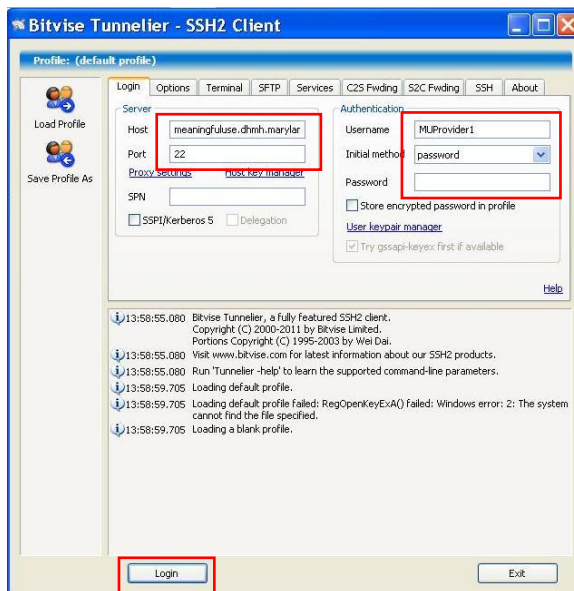 Bitvise Tunnelier - SSH2 Client
Profile: (default profile)
Load Profile
Save Profile As
Login Options Terminal SFTP Services C2S Fwding S2C Fwding SSH About
Server
Host meaningfuluse.dhmh.marylar
Port 22
Proxy settings Host key manager
SPN
SSPI/Kerberos 5 Delegation
Authentication
Username MUProvider1
Initial method password
Password
Store encrypted password in profile
User keypair manager
Try gssapi-keyex first if available
Help
13:58:55.080 Bitvise Tunnelier, a fully featured SSH2 client.
Copyright (C) 2000-2011 by Bitvise Limited.
Portions Copyright (C) 1995-2003 by Wei Dai.
13:58:55.080 Visit www.bitvise.com for latest information about our SSH2 products.
13:58:55.080 Run 'Tunnelier -help' to learn the supported command-line parameters.
13:58:59.705 Loading default profile.
13:58:59.705 Loading default profile failed: RegOpenKeyExA() failed: Windows error: 2: The system
cannot find the file specified.
13:58:59.705 Loading a blank profile.
Login Exit